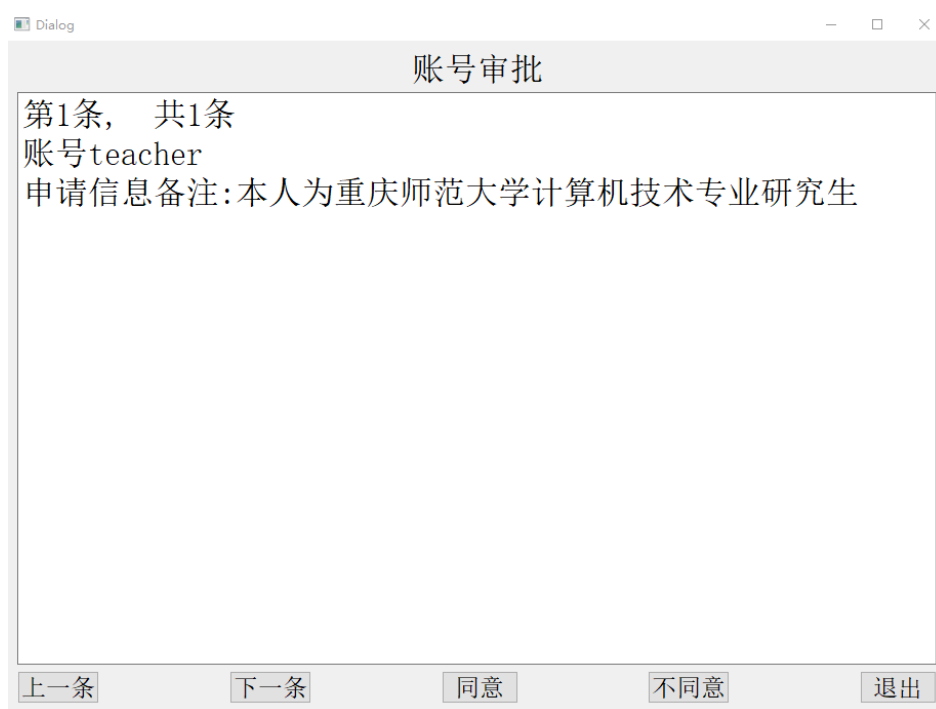 Dialog
账号审批
第1条,  共1条
账号teacher
申请信息备注:本人为重庆师范大学计算机技术专业研究生
上一条 下一条 同意 不同意 退出